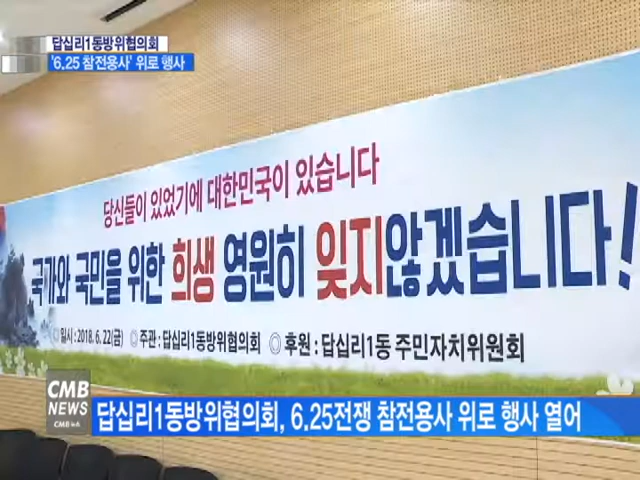 답십리1동방위협의회
'6.25 참전용사' 위로 행사
당신들이 있었기에 대한민국이 있습니다
국가와 국민을 위한 희생 영원히 잊지않겠습니다!
◎일시 : 2018. 6. 22(금) ◎ 주관 : 답십리1동방위협의회 ◎ 후원 : 답십리1동 주민자치위원회
CMB
NEWS
CMB 뉴스
답십리1동방위협의회, 6.25전쟁 참전용사 위로 행사 열어